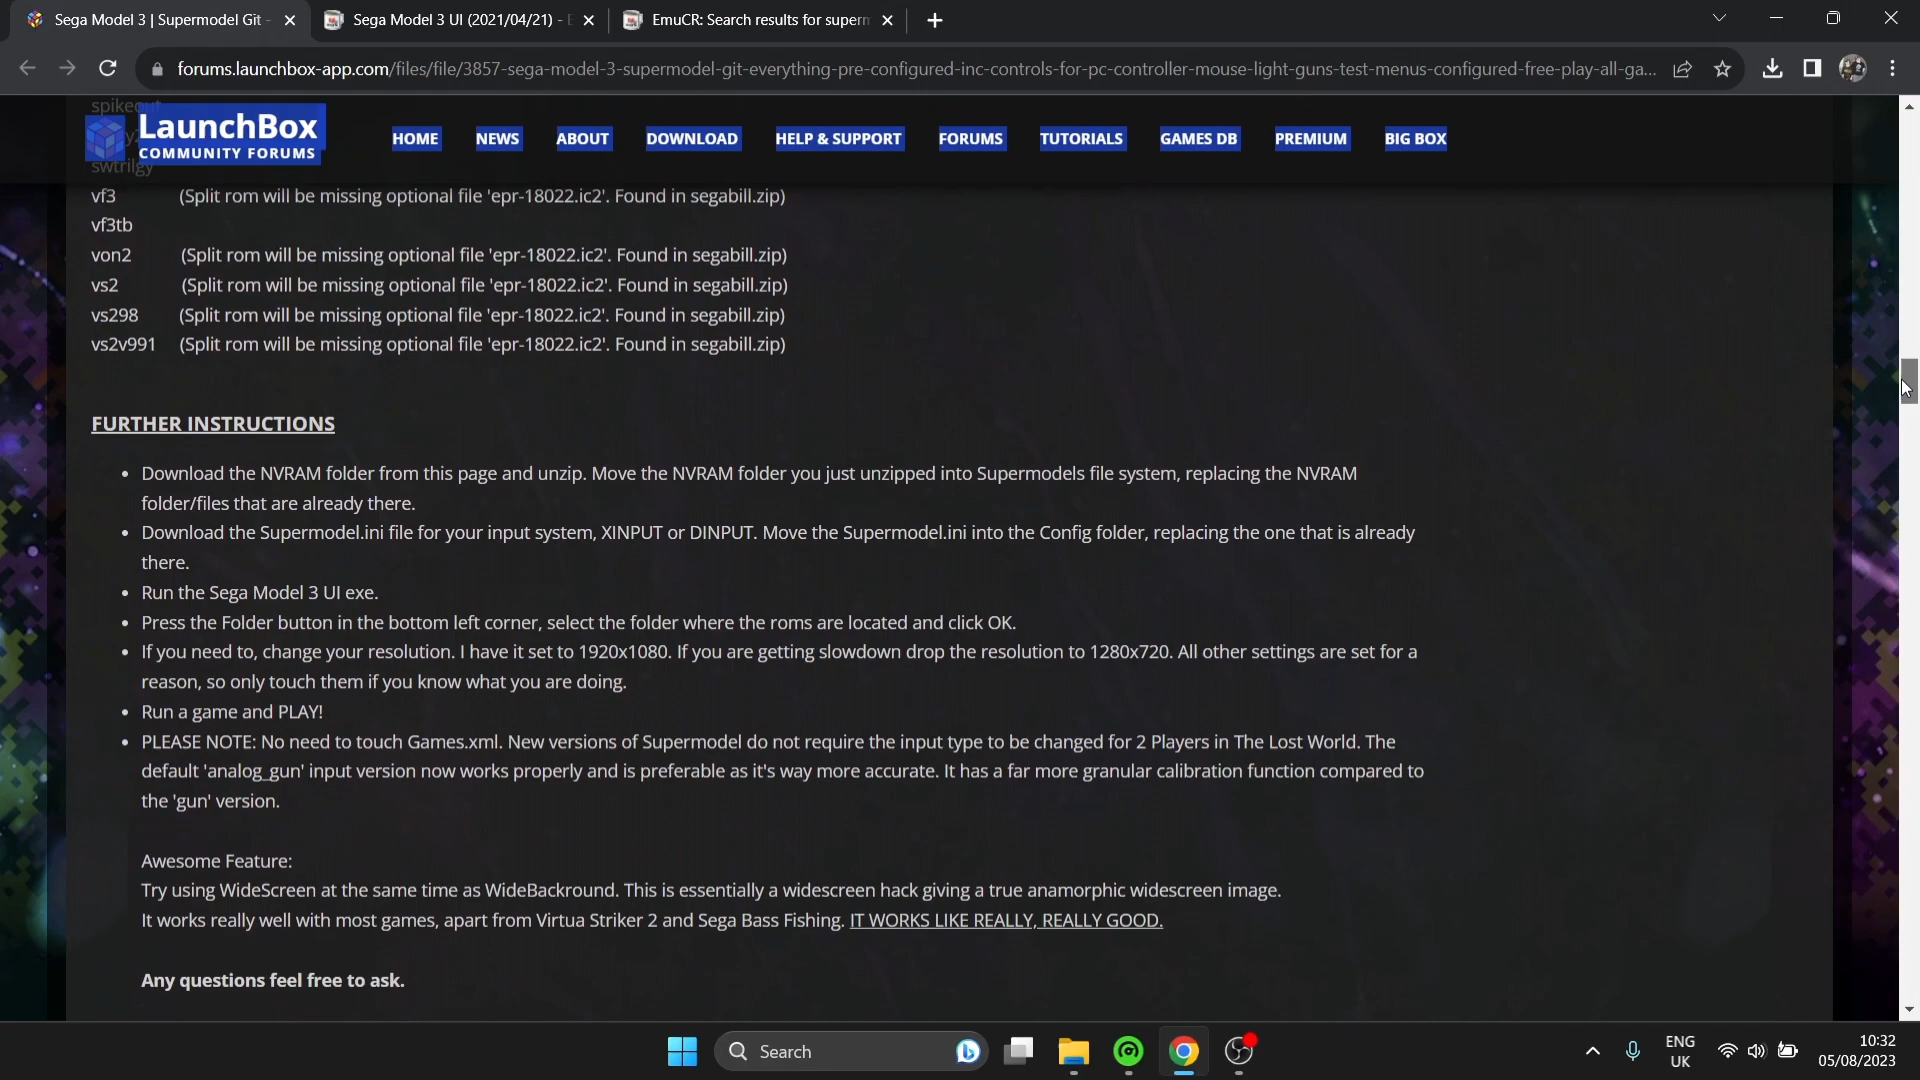 Sega Model 3 | Supermodel Git -
Sega Model 3 UI (2021/04/21) -
EmuCR: Search results for superm
forums.launchbox-app.com/files/file/3857-sega-model-3-supermodel-git-everything-pre-configured-inc-controls-for-pc-controller-mouse-light-guns-test-menus-configured-free-play-all-ga...
spikeout
LaunchBox
COMMUNITY FORUMS
HOME NEWS ABOUT DOWNLOAD HELP & SUPPORT FORUMS TUTORIALS GAMES DB PREMIUM BIG BOX
swtrilgy
vf3 (Split rom will be missing optional file 'epr-18022.ic2'. Found in segabill.zip)
vf3tb
von2 (Split rom will be missing optional file 'epr-18022.ic2'. Found in segabill.zip)
vs2 (Split rom will be missing optional file 'epr-18022.ic2'. Found in segabill.zip)
vs298 (Split rom will be missing optional file 'epr-18022.ic2'. Found in segabill.zip)
vs2v991 (Split rom will be missing optional file 'epr-18022.ic2'. Found in segabill.zip)
FURTHER INSTRUCTIONS
• Download the NVRAM folder from this page and unzip. Move the NVRAM folder you just unzipped into Supermodels file system, replacing the NVRAM
folder/files that are already there.
• Download the Supermodel.ini file for your input system, XINPUT or DINPUT. Move the Supermodel.ini into the Config folder, replacing the one that is already
there.
• Run the Sega Model 3 UI exe.
• Press the Folder button in the bottom left corner, select the folder where the roms are located and click OK.
• If you need to, change your resolution. I have it set to 1920x1080. If you are getting slowdown drop the resolution to 1280x720. All other settings are set for a
reason, so only touch them if you know what you are doing.
• Run a game and PLAY!
• PLEASE NOTE: No need to touch Games.xml. New versions of Supermodel do not require the input type to be changed for 2 Players in The Lost World. The
default 'analog_gun' input version now works properly and is preferable as it's way more accurate. It has a far more granular calibration function compared to
the 'gun' version.
Awesome Feature:
Try using WideScreen at the same time as WideBackround. This is essentially a widescreen hack giving a true anamorphic widescreen image.
It works really well with most games, apart from Virtua Striker 2 and Sega Bass Fishing. IT WORKS LIKE REALLY, REALLY GOOD.
Any questions feel free to ask.
Search
ENG
UK
10:32
05/08/2023